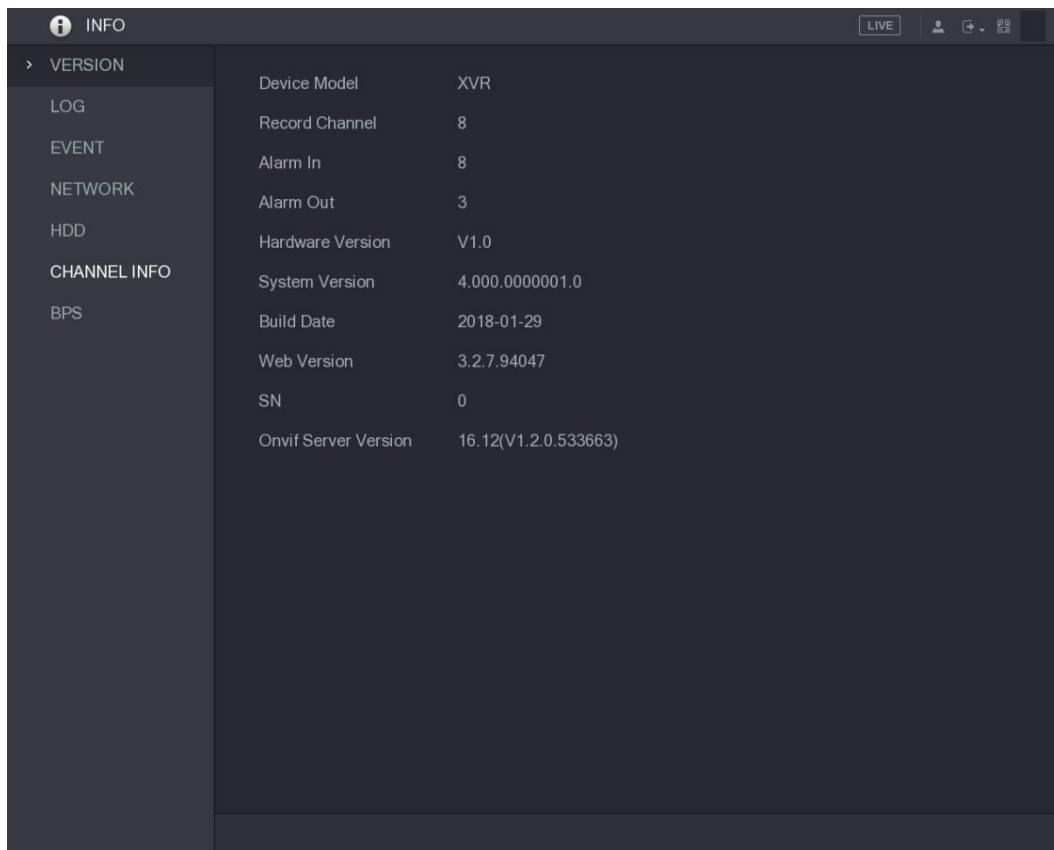 INFO
LIVE
VERSION
LOG
EVENT
NETWORK
HDD
CHANNEL INFO
BPS
Device Model XVR
Record Channel 8
Alarm In 8
Alarm Out 3
Hardware Version V1.0
System Version 4.000.0000001.0
Build Date 2018-01-29
Web Version 3.2.7.94047
SN 0
Onvif Server Version 16.12(V1.2.0.533663)